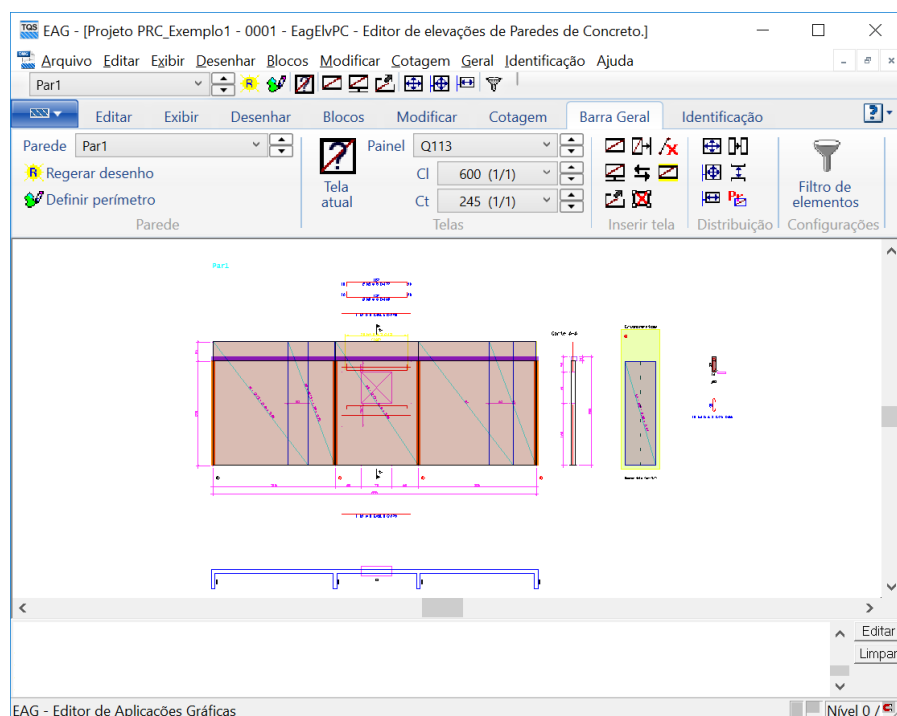 TQS EAG - [Projeto PRC_Exemplo1 - 0001 - EagElvPC - Editor de elevações de Paredes de Concreto.]
Arquivo Editar Exibir Desenhar Blocos Modificar Cotagem Geral Identificação Ajuda
Par1 R
Editar Exibir Desenhar Blocos Modificar Cotagem Barra Geral Identificação ?
Parede Par1 Painel Q113
R Regerar desenho Cl 600 (1/1)
Definir perímetro Tela atual Ct 245 (1/1) Filtro de elementos
Parede Telas Inserir tela Distribuição Configurações
Par1
Corte A-A
Editar
Limpar
EAG - Editor de Aplicações Gráficas Nível 0 /